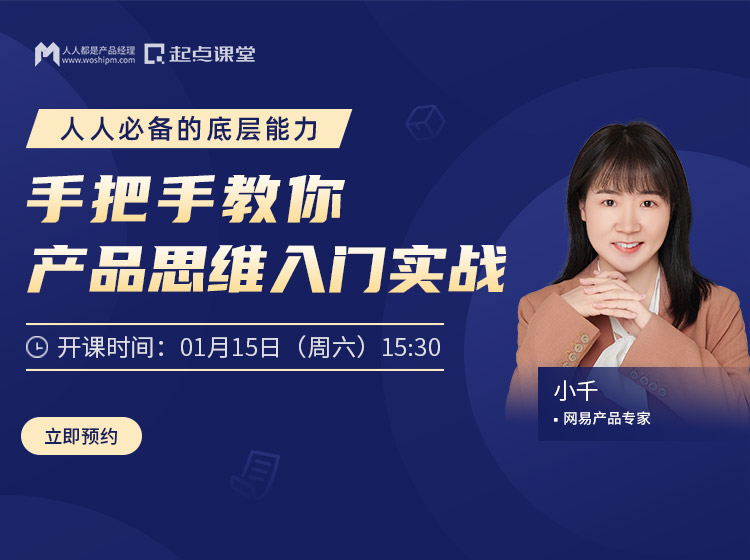 人人都是产品经理
www.woshipm.com
起点课堂
人人必备的底层能力
手把手教你
产品思维入门实战
开课时间：01月15日（周六）15:30
小千
▪ 网易产品专家
立即预约